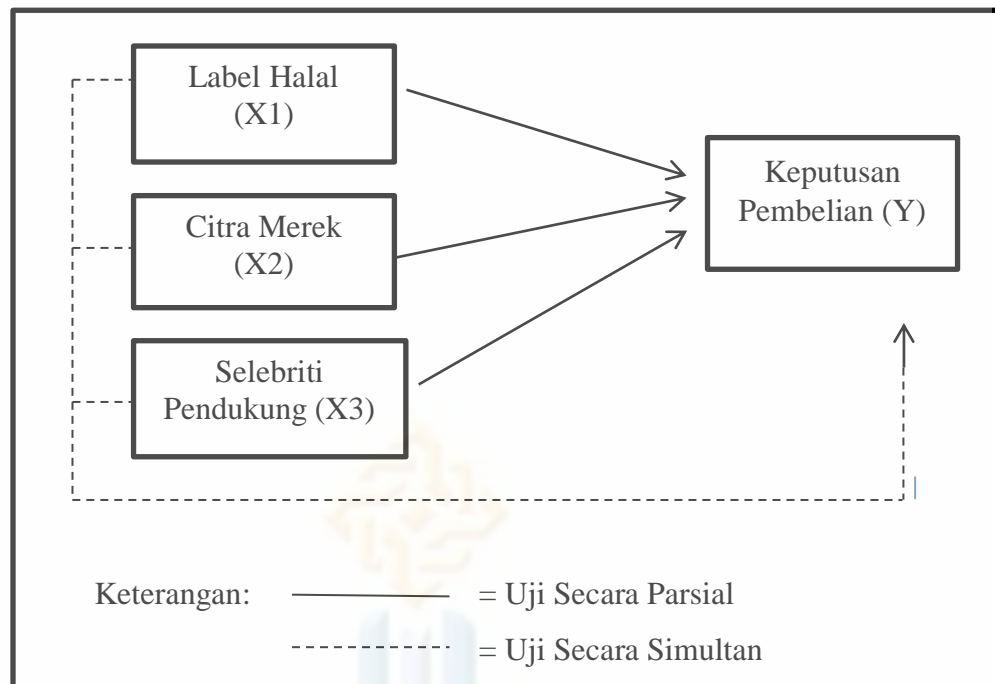 Label Halal
(X1)
Citra Merek
(X2)
Selebriti
Pendukung (X3)
Keputusan
Pembelian (Y)
Keterangan:
= Uji Secara Parsial
= Uji Secara Simultan